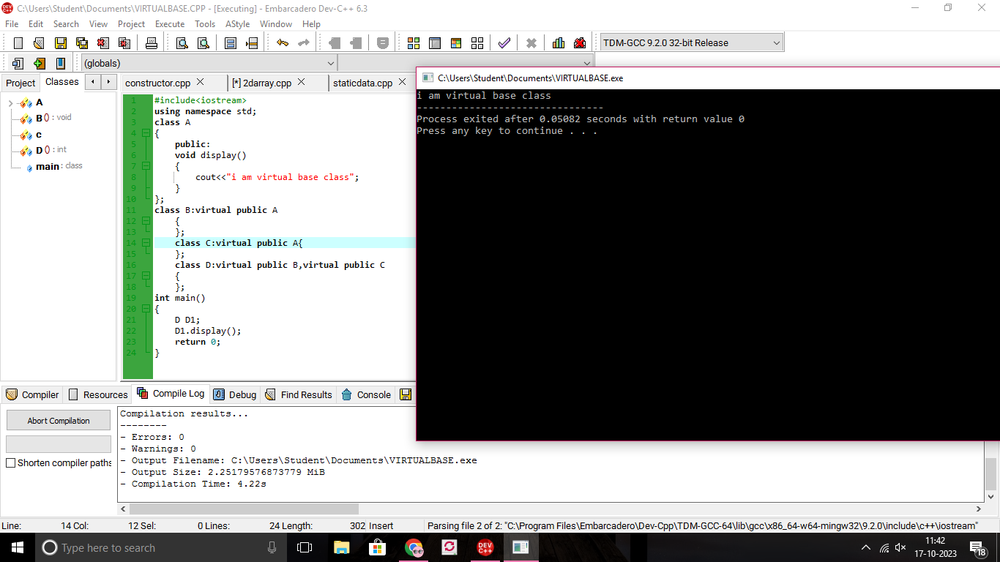 C:\Users\Student\Documents\VIRTUALBASE.CPP - [Executing] - Embarcadero Dev-C++ 6.3
File Edit Search View Project Execute Tools AStyle Window Help
TDM-GCC 9.2.0 32-bit Release
(globals)
Project Classes
constructor.cpp [*] 2darray.cpp staticdata.cpp
A
B () : void
c
D () : int
main : class
1 #include<iostream>
2 using namespace std;
3 class A
4 {
5 public:
6 void display()
7 {
8 cout<<"i am virtual base class";
9 }
10 };
11 class B:virtual public A
12 {
13 };
14 class C:virtual public A{
15 };
16 class D:virtual public B,virtual public C
17 {
18 };
19 int main()
20 {
21 D D1;
22 D1.display();
23 return 0;
24 }
C:\Users\Student\Documents\VIRTUALBASE.exe
i am virtual base class
--------------------------------
Process exited after 0.05082 seconds with return value 0
Press any key to continue . . .
Compiler Resources Compile Log Debug Find Results Console
Abort Compilation
Shorten compiler paths
Compilation results...
--------
- Errors: 0
- Warnings: 0
- Output Filename: C:\Users\Student\Documents\VIRTUALBASE.exe
- Output Size: 2.25179576873779 MiB
- Compilation Time: 4.22s
Line: 14 Col: 12 Sel: 0 Lines: 24 Length: 302 Insert Parsing file 2 of 2: "C:\Program Files\Embarcadero\Dev-Cpp\TDM-GCC-64\lib\gcc\x86_64-w64-mingw32\9.2.0\include\c++\iostream"
Type here to search
DEV C++
11:42
17-10-2023
18